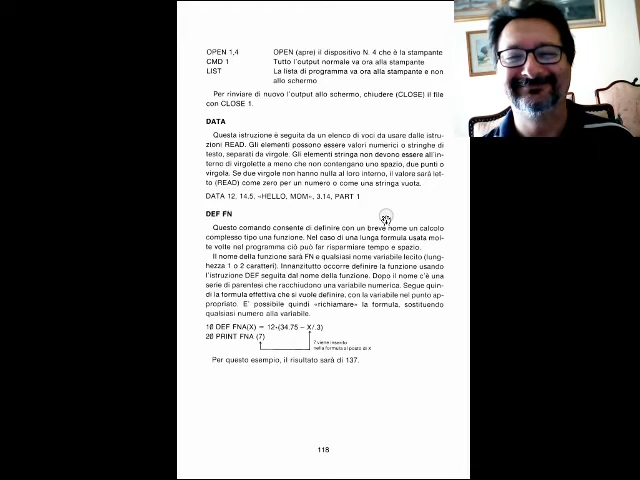 OPEN 1,4 OPEN (apre) il dispositivo N. 4 che è la stampante
CMD 1 Tutto l'output normale va ora alla stampante
LIST La lista di programma va ora alla stampante e non
allo schermo
Per rinviare di nuovo l'output allo schermo, chiudere (CLOSE) il file
con CLOSE 1.
DATA
Questa istruzione è seguita da un elenco di voci da usare dalle istru-
zioni READ. Gli elementi possono essere valori numerici o stringhe di
testo, separati da virgole. Gli elementi stringa non devono essere all'in-
terno di virgolette a meno che non contengano uno spazio, due punti o
virgola. Se due virgole non hanno nulla al loro interno, il valore sarà let-
to (READ) come zero per un numero o come una stringa vuota.
DATA 12, 14.5, «HELLO, MOM», 3.14, PART 1
DEF FN
Questo comando consente di definire con un breve nome un calcolo
complesso tipo una funzione. Nel caso di una lunga formula usata mol-
te volte nel programma ciò può far risparmiare tempo e spazio.
Il nome della funzione sarà FN e qualsiasi nome variabile lecito (lung-
hezza 1 o 2 caratteri). Innanzitutto occorre definire la funzione usando
l'istruzione DEF seguita dal nome della funzione. Dopo il nome c'è una
serie di parentesi che racchiudono una variabile numerica. Segue quin-
di la formula effettiva che si vuole definire, con la variabile nel punto ap-
propriato. E' possibile quindi «richiamare» la formula, sostituendo
qualsiasi numero alla variabile.
10 DEF FNA(X) = 12*(34.75 – X/.3)
20 PRINT FNA (7)
7 viene inserito
nella formula al posto di X
Per questo esempio, il risultato sarà di 137.
118